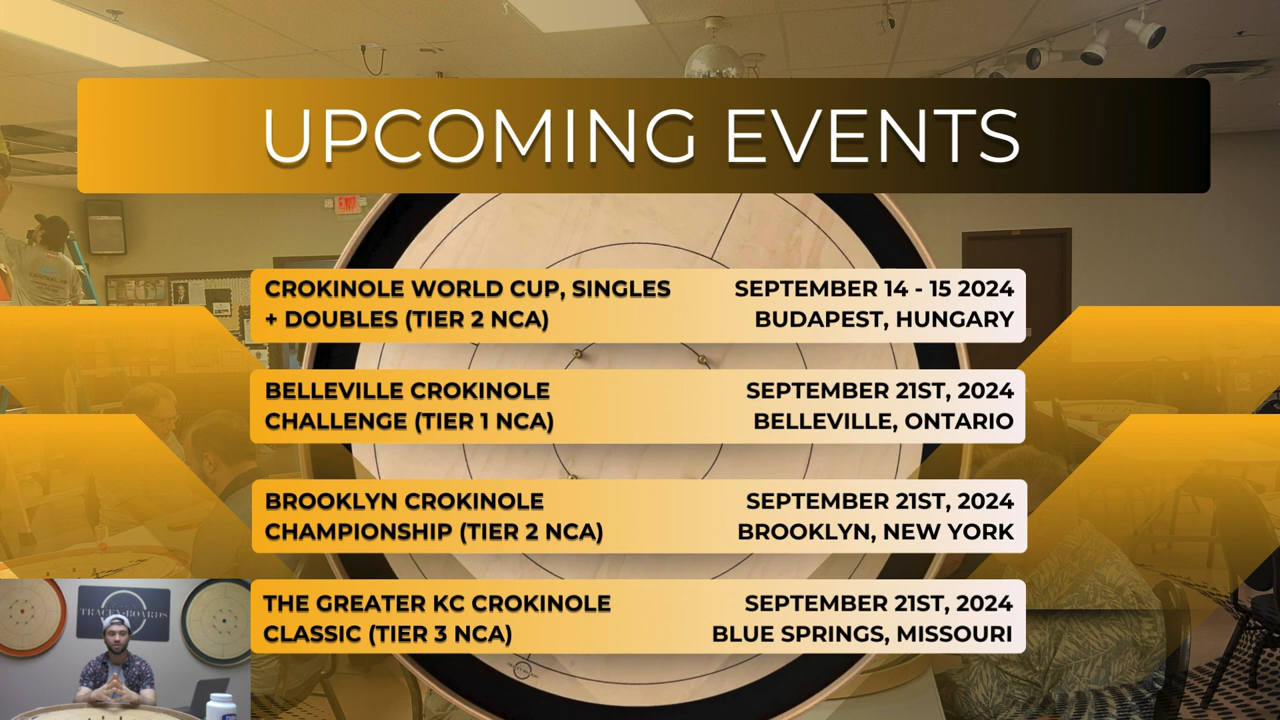 UPCOMING EVENTS
CROKINOLE WORLD CUP, SINGLES
+ DOUBLES (TIER 2 NCA)
SEPTEMBER 14 - 15 2024
BUDAPEST, HUNGARY
BELLEVILLE CROKINOLE
CHALLENGE (TIER 1 NCA)
SEPTEMBER 21ST, 2024
BELLEVILLE, ONTARIO
BROOKLYN CROKINOLE
CHAMPIONSHIP (TIER 2 NCA)
SEPTEMBER 21ST, 2024
BROOKLYN, NEW YORK
THE GREATER KC CROKINOLE
CLASSIC (TIER 3 NCA)
SEPTEMBER 21ST, 2024
BLUE SPRINGS, MISSOURI
TRACEY BOARDS